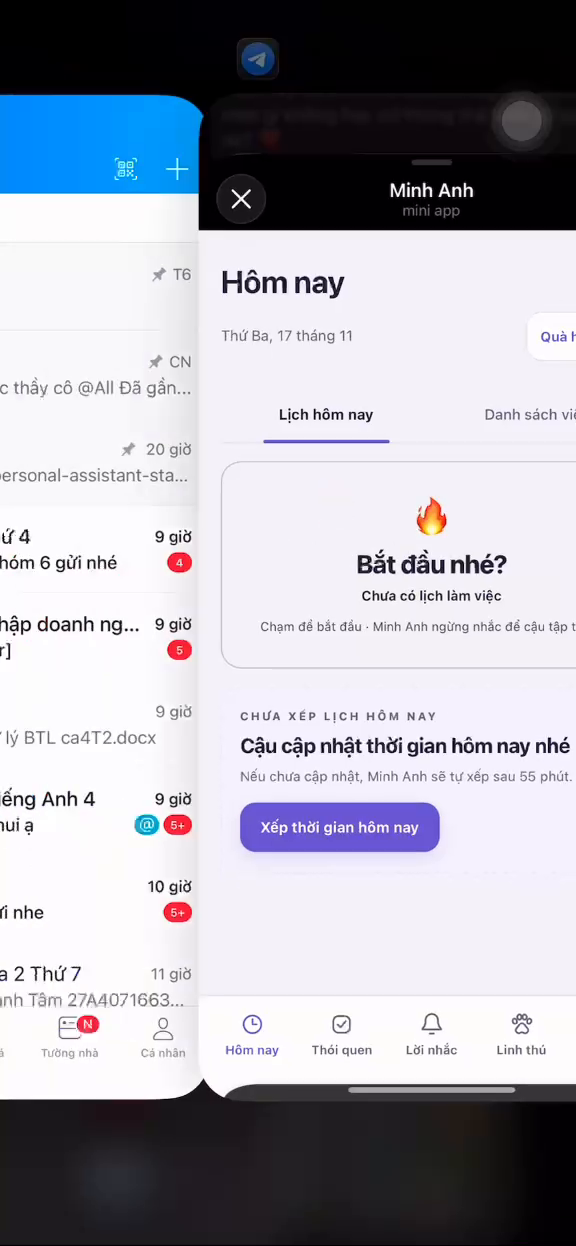 T6
CN
c thầy cô @All Đã gần...
20 giờ
ersonal-assistant-sta...
ứ 4
9 giờ
hóm 6 gửi nhé
4
hập doanh ng...
9 giờ
r]
5
9 giờ
lý BTL ca4T2.docx
iếng Anh 4
9 giờ
nui ạ
@
5+
10 giờ
ri nhe
5+
a 2 Thứ 7
11 giờ
ành Tâm 27A4071663...
N
Tường nhà
Cá nhân
Minh Anh
mini app
Hôm nay
Thứ Ba, 17 tháng 11
Quà h
Lịch hôm nay
Danh sách việ
Bắt đầu nhé?
Chưa có lịch làm việc
Chạm để bắt đầu · Minh Anh ngừng nhắc để cậu tập t
CHƯA XẾP LỊCH HÔM NAY
Cậu cập nhật thời gian hôm nay nhé
Nếu chưa cập nhật, Minh Anh sẽ tự xếp sau 55 phút.
Xếp thời gian hôm nay
Hôm nay
Thói quen
Lời nhắc
Linh thú